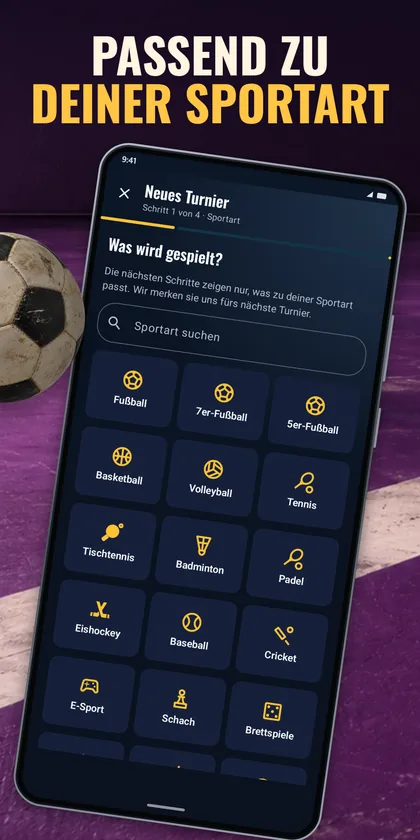 PASSEND ZU
DEINER SPORTART
9:41
Neues Turnier
Schritt 1 von 4 · Sportart
Was wird gespielt?
Die nächsten Schritte zeigen nur, was zu deiner Sportart
passt. Wir merken sie uns fürs nächste Turnier.
Sportart suchen
Fußball
7er-Fußball
5er-Fußball
Basketball
Volleyball
Tennis
Tischtennis
Badminton
Padel
Eishockey
Baseball
Cricket
E-Sport
Schach
Brettspiele